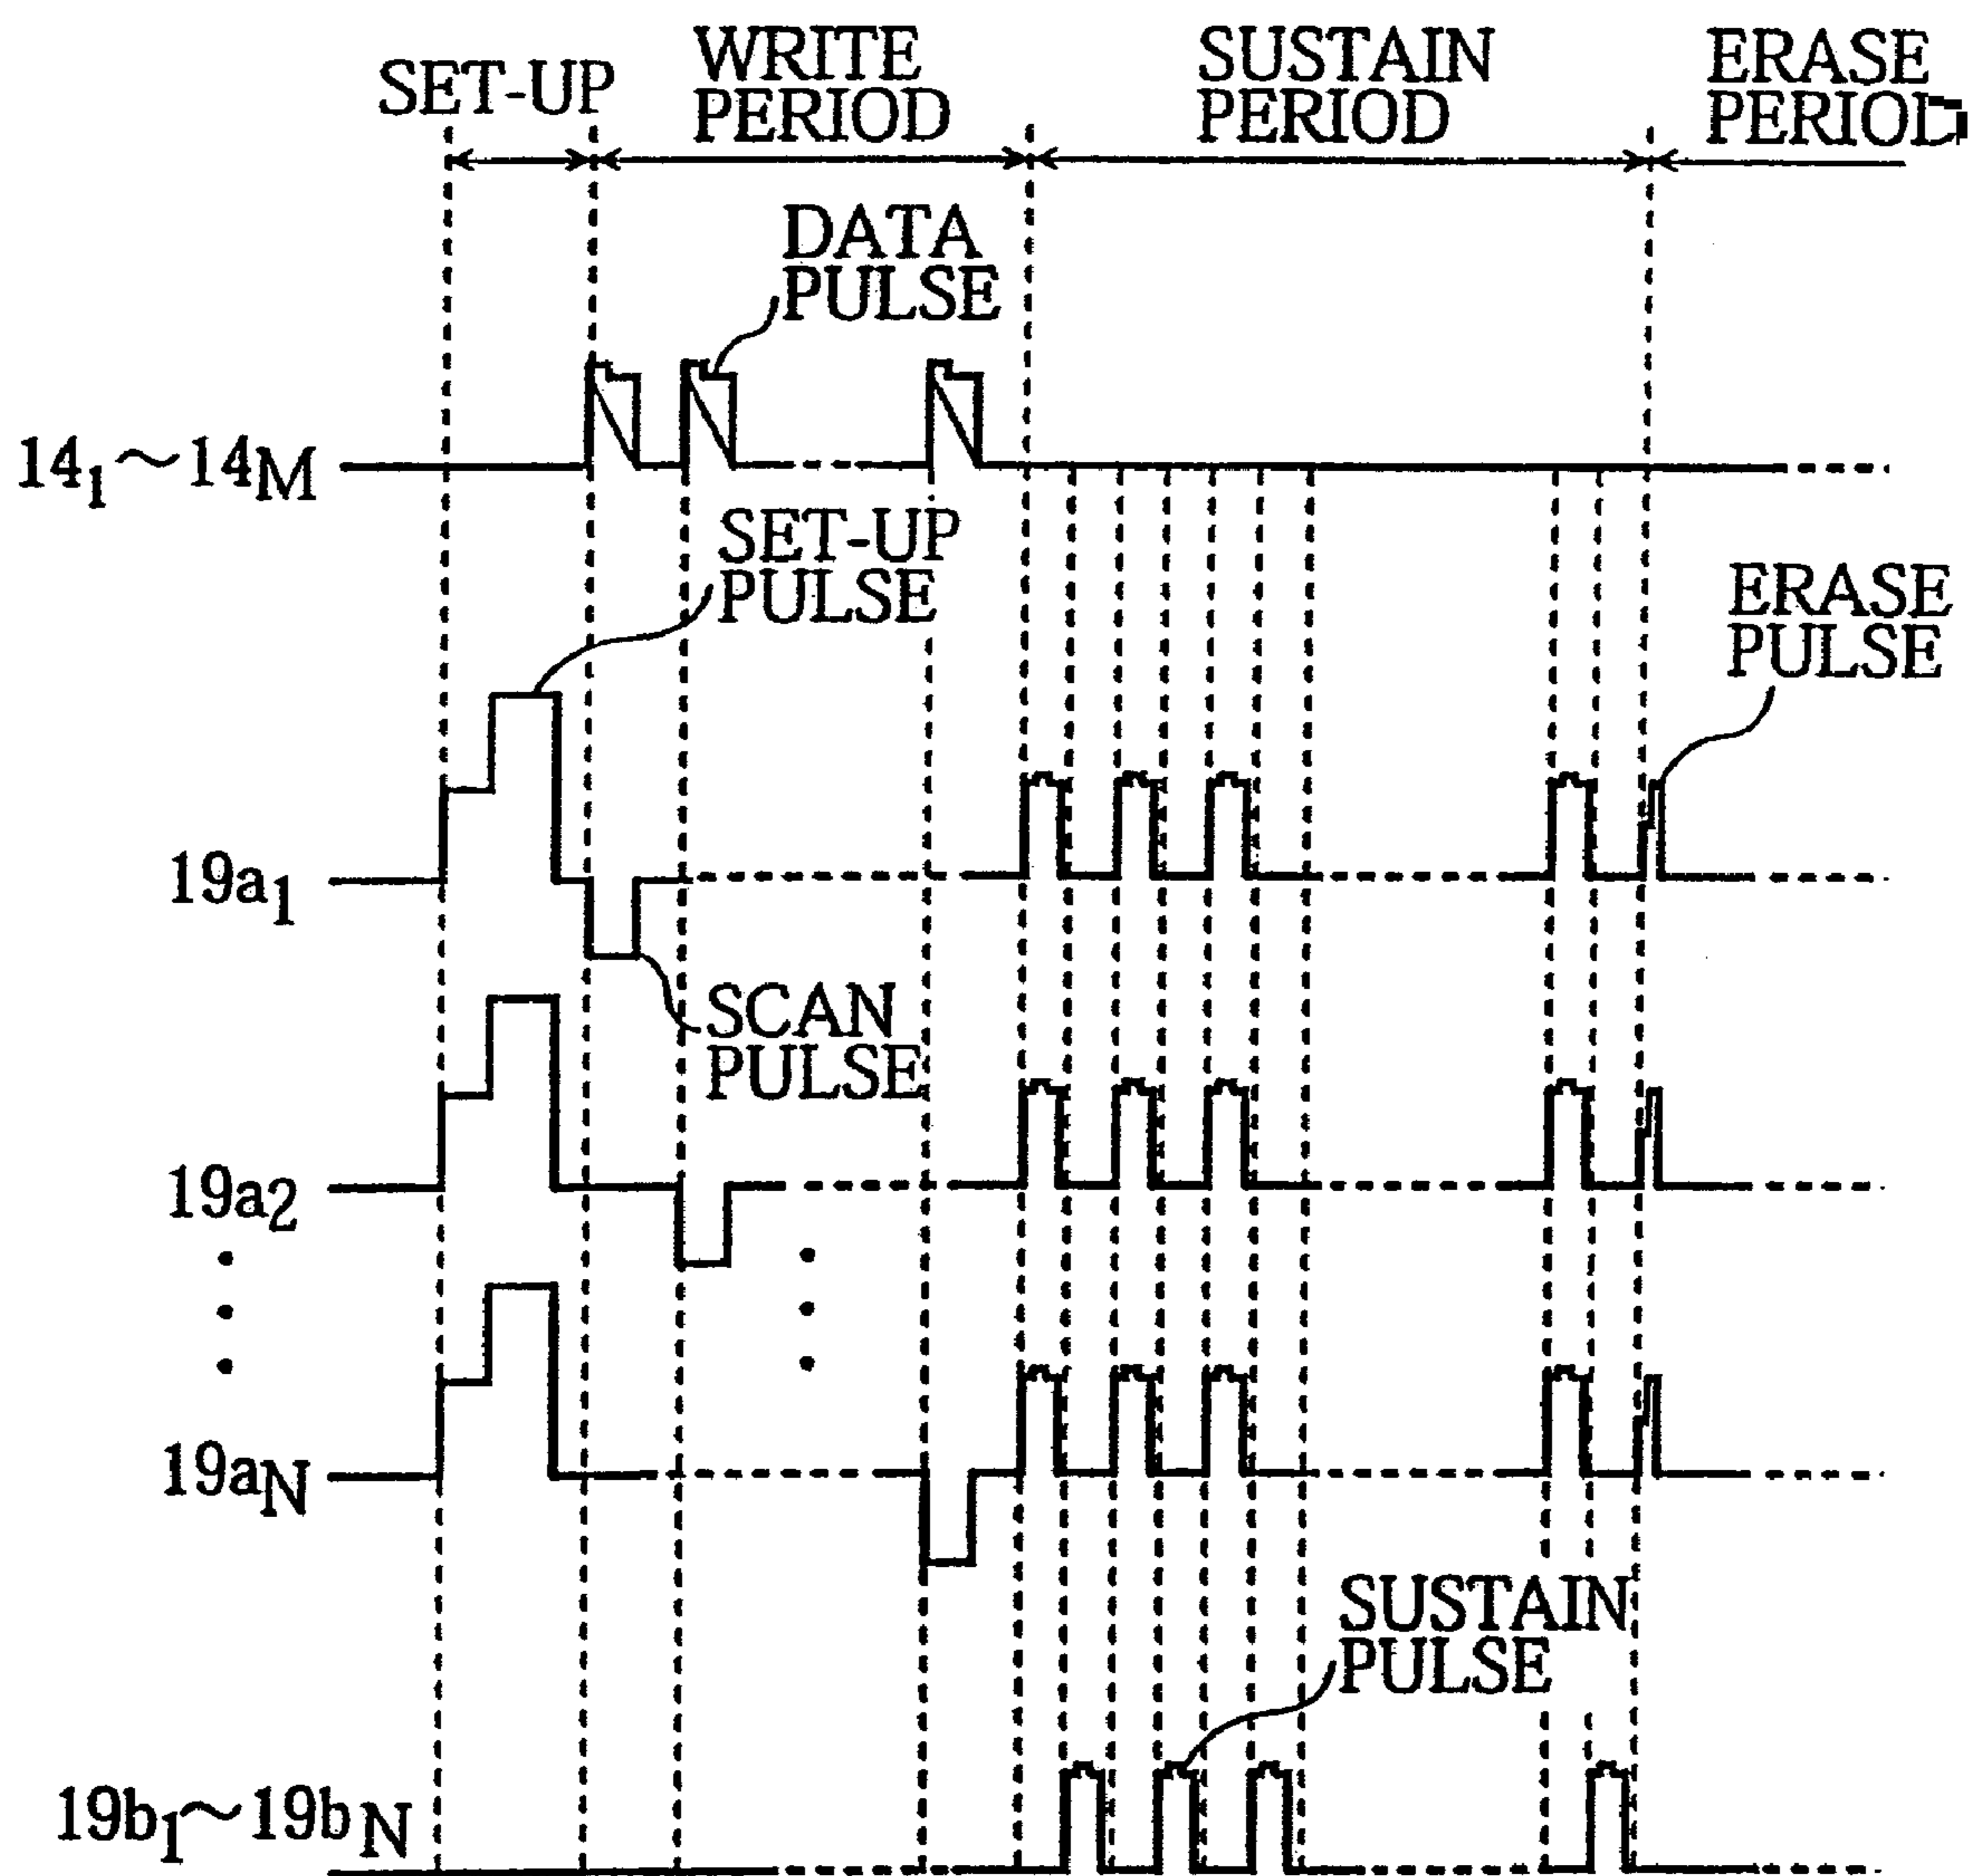 SET-UP
WRITE
PERIOD
SUSTAIN
PERIOD
ERASE
PERIOD
DATA
PULSE
14₁~14M
SET-UP
PULSE
ERASE
PULSE
19a₁
SCAN
PULSE
19a₂
19aN
SUSTAIN
PULSE
19b₁~19bN